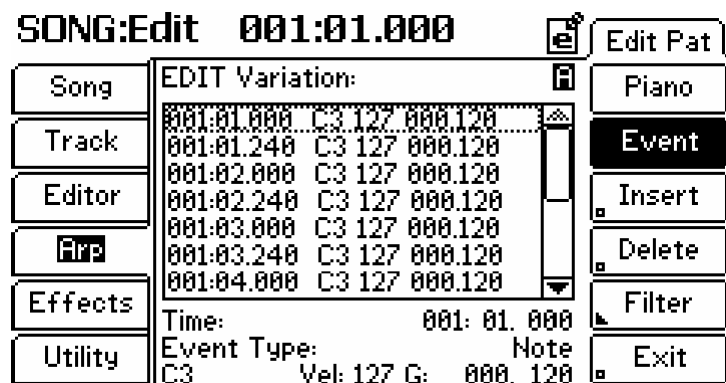 SONG:Edit 001:01.000
Edit Pat
Song
Track
Editor
Arp
Effects
Utility
EDIT Variation: A
001:01.000 C3 127 000.120
001:01.240 C3 127 000.120
001:02.000 C3 127 000.120
001:02.240 C3 127 000.120
001:03.000 C3 127 000.120
001:03.240 C3 127 000.120
001:04.000 C3 127 000.120
Time: 001: 01. 000
Event Type: Note
C3 Vel: 127 G: 000. 120
Piano
Event
Insert
Delete
Filter
Exit